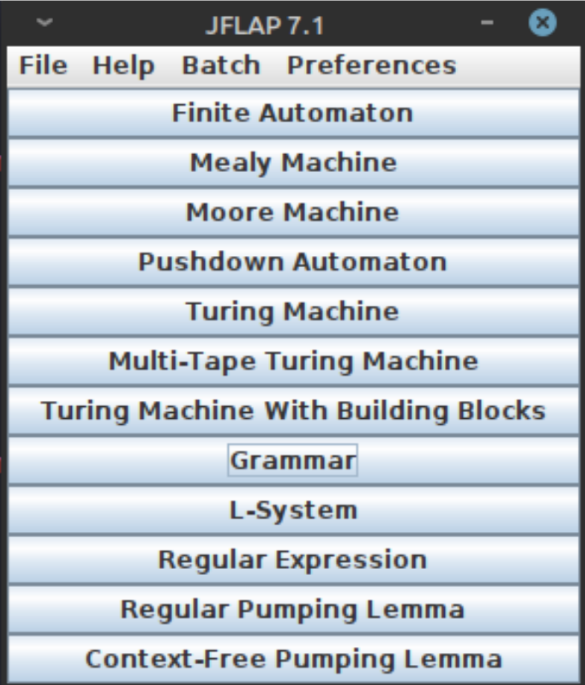 JFLAP 7.1
File Help Batch Preferences
Finite Automaton
Mealy Machine
Moore Machine
Pushdown Automaton
Turing Machine
Multi-Tape Turing Machine
Turing Machine With Building Blocks
Grammar
L-System
Regular Expression
Regular Pumping Lemma
Context-Free Pumping Lemma